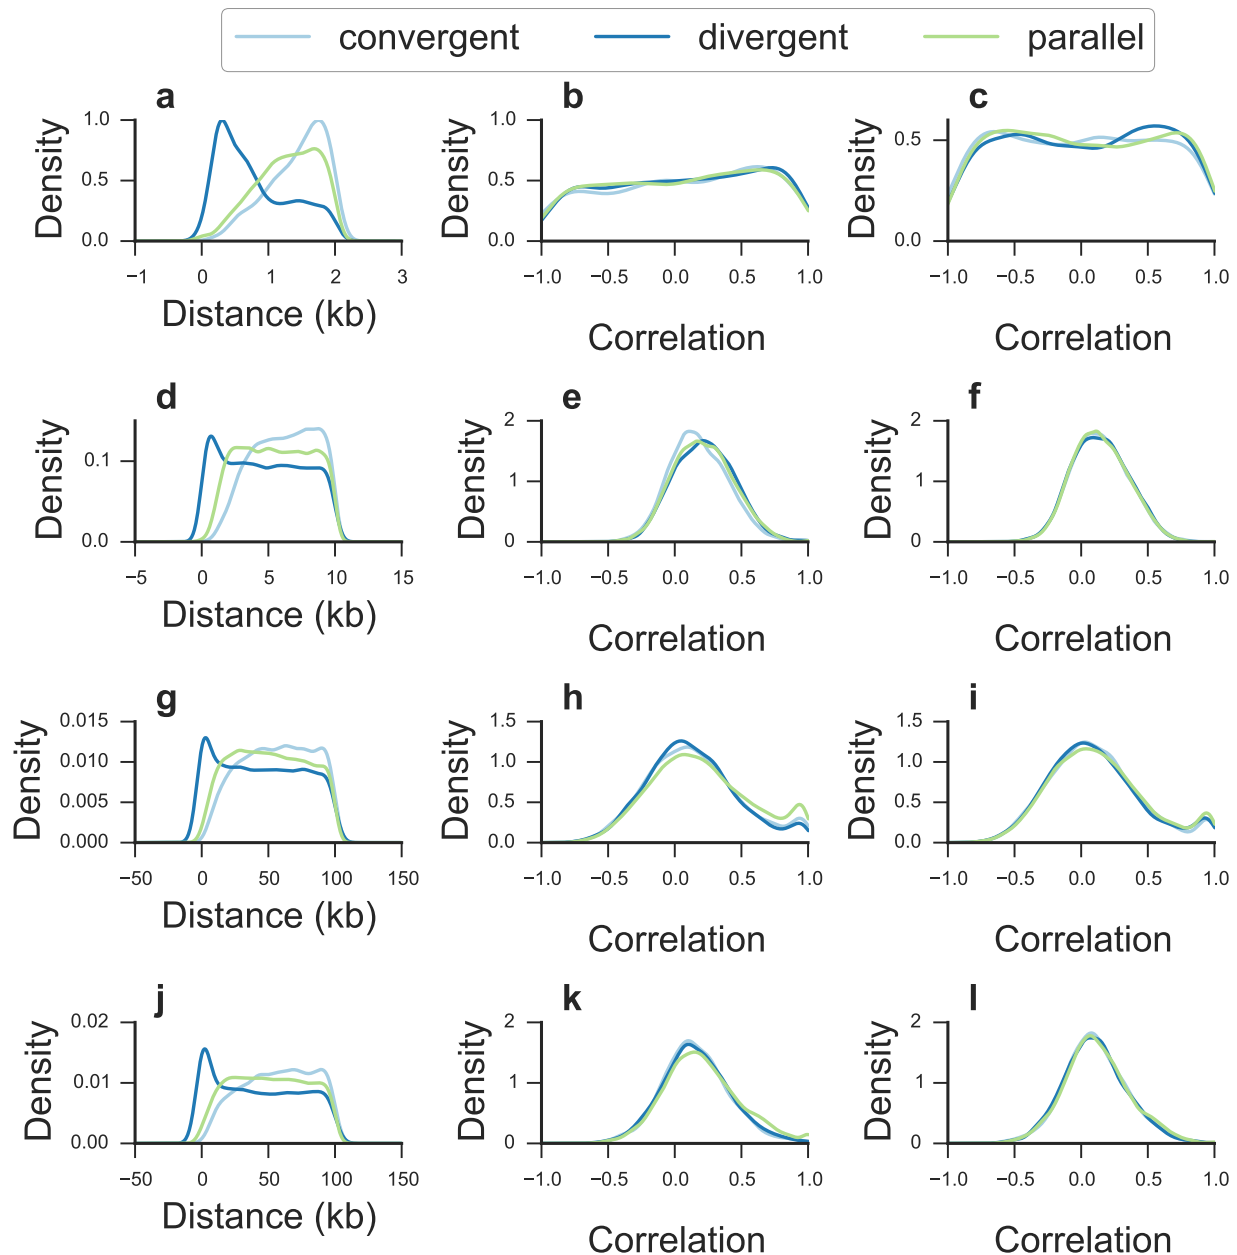 convergent divergent parallel
a b c
Density 1.0 0.5 0.0 Density 1.0 0.5 0.0 Density 0.5 0.0
−1 0 1 2 3 −1.0 −0.5 0.0 0.5 1.0 −1.0 −0.5 0.0 0.5 1.0
Distance (kb) Correlation Correlation
d e f
Density 0.1 0.0 Density 2 1 0 Density 2 1 0
−5 0 5 10 15 −1.0 −0.5 0.0 0.5 1.0 −1.0 −0.5 0.0 0.5 1.0
Distance (kb) Correlation Correlation
g h i
Density 0.015 0.010 0.005 0.000 Density 1.5 1.0 0.5 0.0 Density 1.5 1.0 0.5 0.0
−50 0 50 100 150 −1.0 −0.5 0.0 0.5 1.0 −1.0 −0.5 0.0 0.5 1.0
Distance (kb) Correlation Correlation
j k l
Density 0.02 0.01 0.00 Density 2 1 0 Density 2 1 0
−50 0 50 100 150 −1.0 −0.5 0.0 0.5 1.0 −1.0 −0.5 0.0 0.5 1.0
Distance (kb) Correlation Correlation